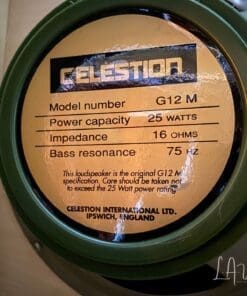 CELESTION
Model number G12 M
Power capacity 25 WATTS
Impedance 16 OHMS
Bass resonance 75 HZ
This loudspeaker is the original G12 M
specification. Care should be taken not
to exceed the 25 Watt power rating
CELESTION INTERNATIONAL LTD.
IPSWICH, ENGLAND